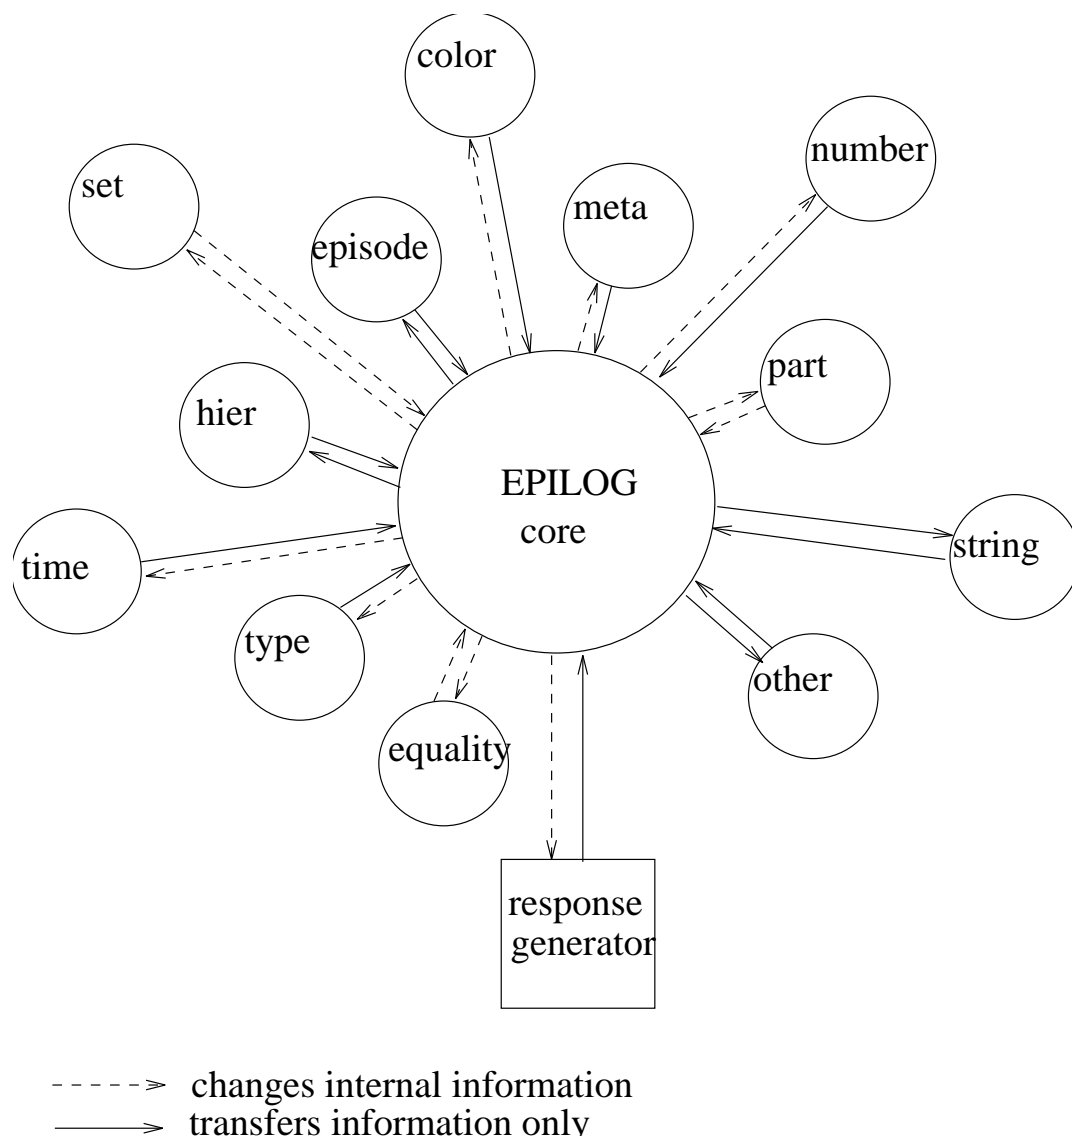 color
number
set
meta
episode
part
hier
EPILOG
core
string
time
type
other
equality
response
generator
changes internal information
transfers information only